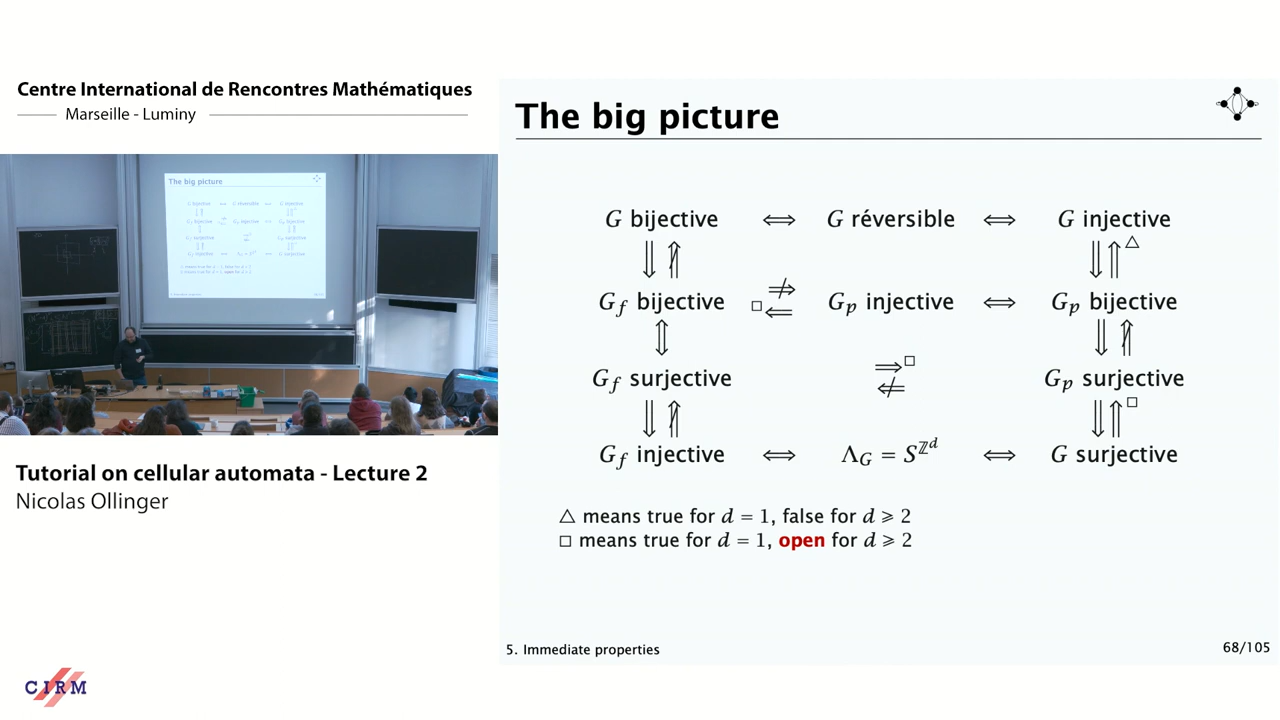 Centre International de Rencontres Mathématiques
Marseille - Luminy
Tutorial on cellular automata - Lecture 2
Nicolas Ollinger
CIRM
The big picture
G bijective ⟺ G réversible ⟺ G injective
⇓ ⇑̸ ⇓ ⇑ △
G_f bijective ⇏ □ ⇐ G_p injective ⟺ G_p bijective
⇕ ⇒ □ ⇍ ⇓ ⇑̸
G_f surjective G_p surjective
⇓ ⇑̸ ⇓ ⇑ □
G_f injective ⟺ Λ_G = S^{ℤ^d} ⟺ G surjective
△ means true for d = 1, false for d ⩾ 2
□ means true for d = 1, open for d ⩾ 2
5. Immediate properties
68/105